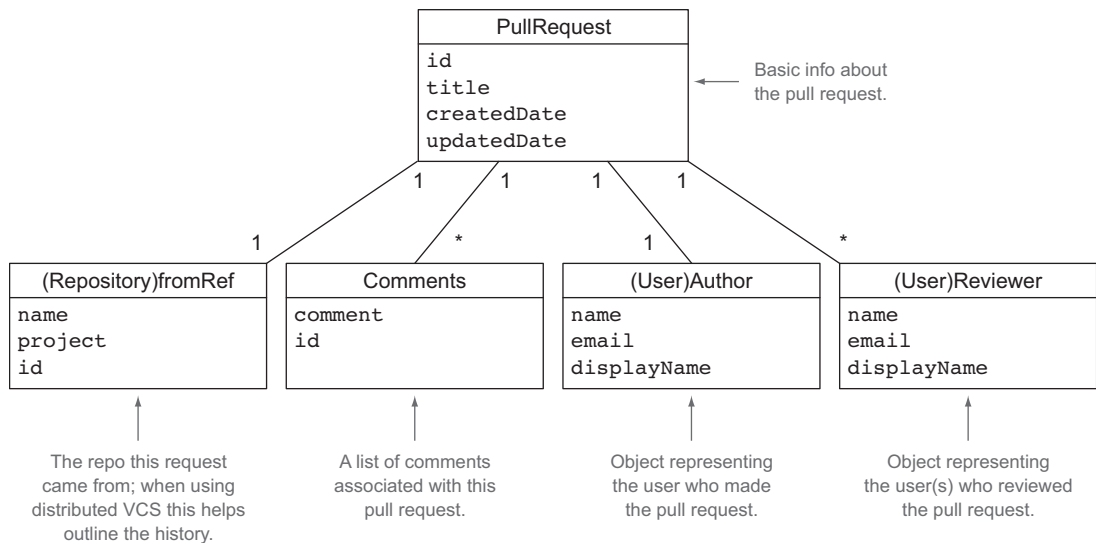 PullRequest
id
title
createdDate
updatedDate
Basic info about
the pull request.
1 1 1 1
1 * 1 *
(Repository)fromRef
name
project
id
Comments
comment
id
(User)Author
name
email
displayName
(User)Reviewer
name
email
displayName
The repo this request
came from; when using
distributed VCS this helps
outline the history.
A list of comments
associated with this
pull request.
Object representing
the user who made
the pull request.
Object representing
the user(s) who reviewed
the pull request.